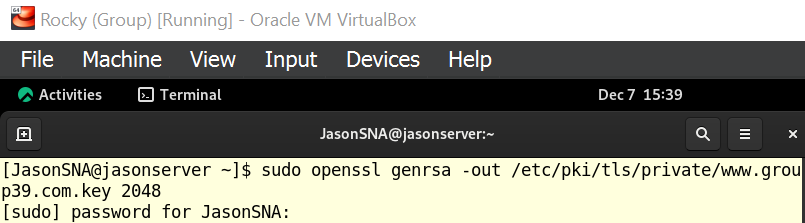 64
Rocky (Group) [Running] - Oracle VM VirtualBox
File Machine View Input Devices Help
Activities Terminal Dec 7 15:39
JasonSNA@jasonserver:~
[JasonSNA@jasonserver ~]$ sudo openssl genrsa -out /etc/pki/tls/private/www.grou
p39.com.key 2048
[sudo] password for JasonSNA: